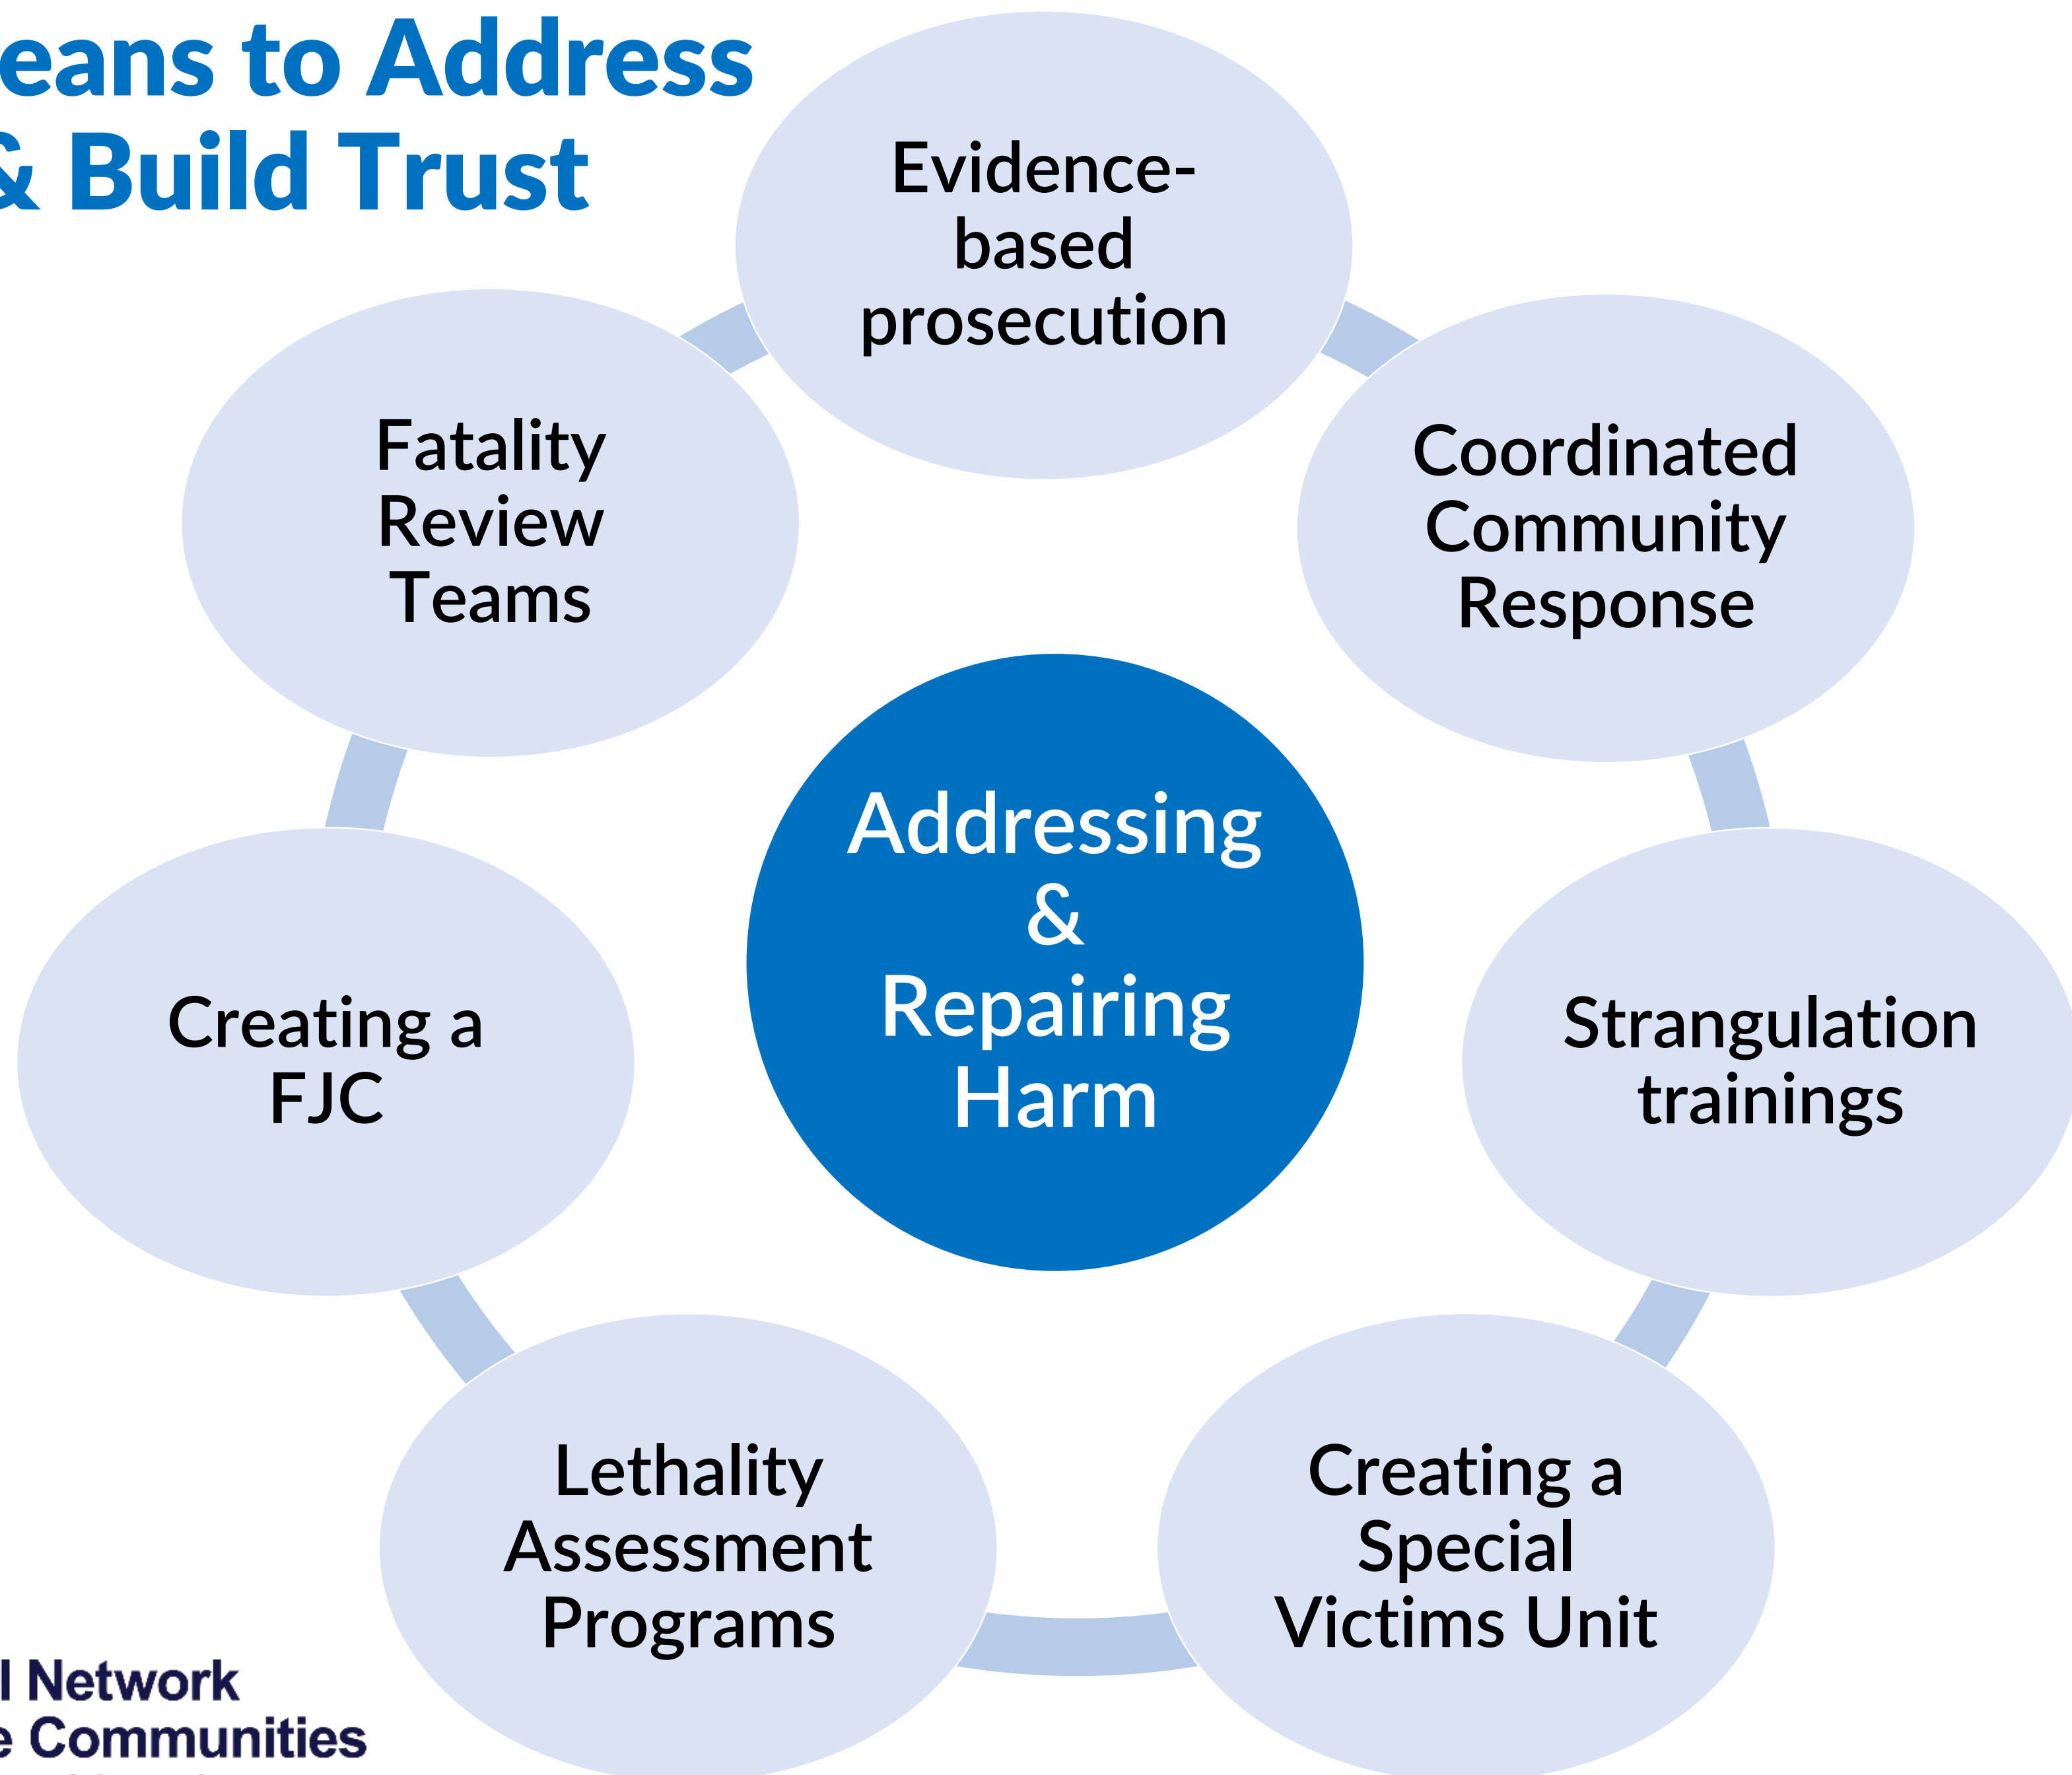 eans to Address
& Build Trust
Evidence-
based
prosecution
Fatality
Review
Teams
Coordinated
Community
Response
Addressing
&
Repairing
Harm
Creating a
FJC
Strangulation
trainings
Lethality
Assessment
Programs
Creating a
Special
Victims Unit
l Network
e Communities